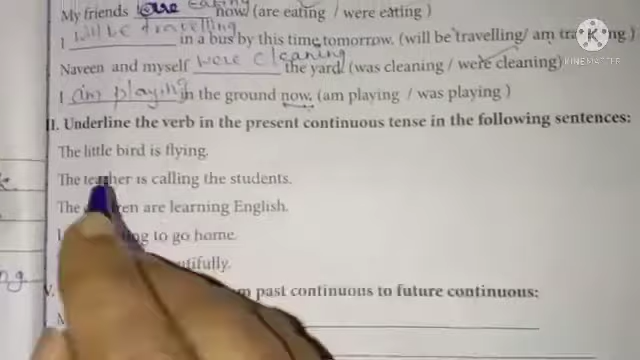 My friends are eating now. (are eating / were eating )
I will be travelling in a bus by this time tomorrow. (will be travelling/ am tra ing.)
Naveen and myself were cleaning the yard. (was cleaning / were cleaning)
I am playing in the ground now. (am playing / was playing )
II. Underline the verb in the present continuous tense in the following sentences:
The little bird is flying.
The teacher is calling the students.
The ren are learning English.
I ng to go home.
utifully.
V. m past continuous to future continuous:
M
k.
ng
K
KINEMASTER